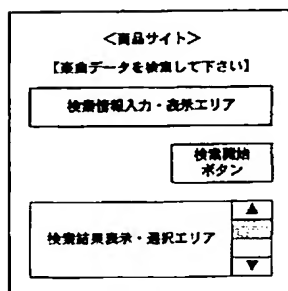 ＜商品サイト＞
【楽曲データを検索して下さい】
検索情報入力・表示エリア
検索開始
ボタン
▲
検索結果表示・選択エリア
▼